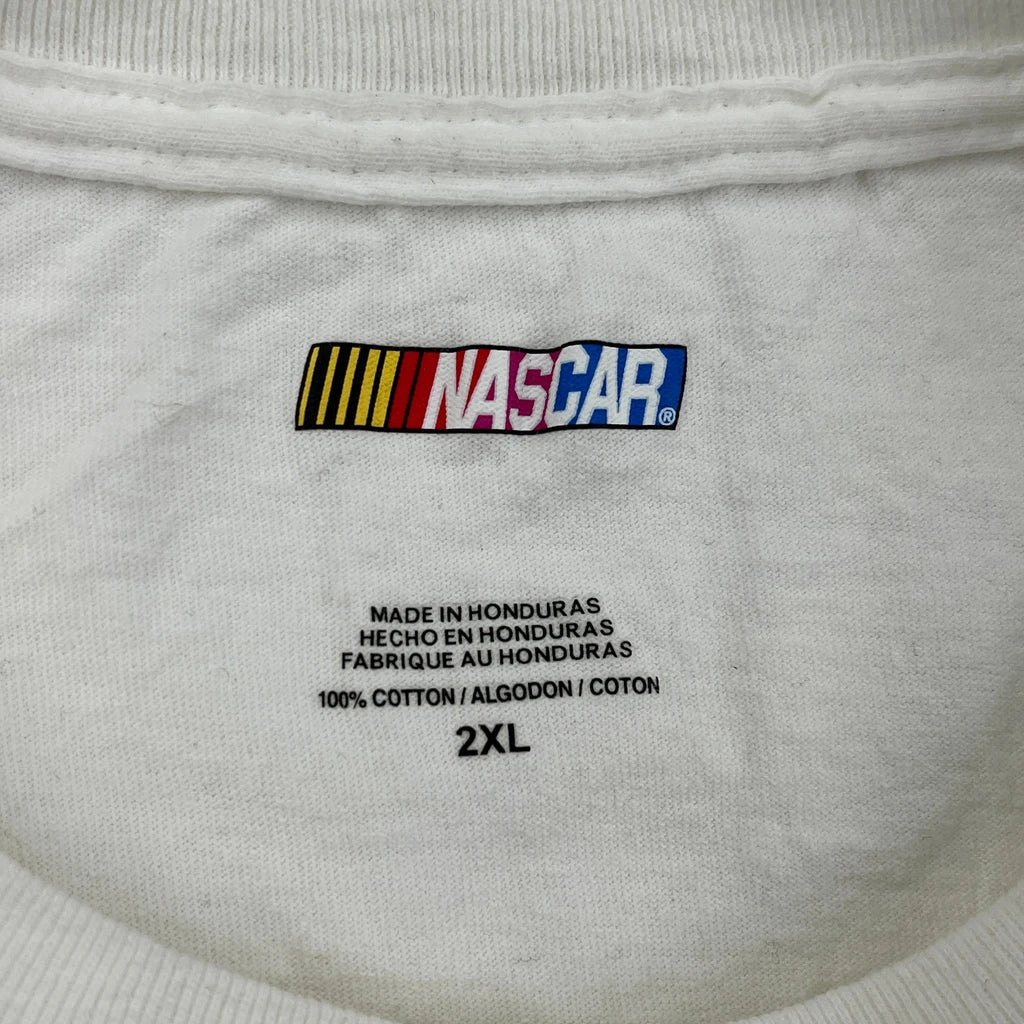 NASCAR®
MADE IN HONDURAS
HECHO EN HONDURAS
FABRIQUE AU HONDURAS
100% COTTON / ALGODON / COTON
2XL